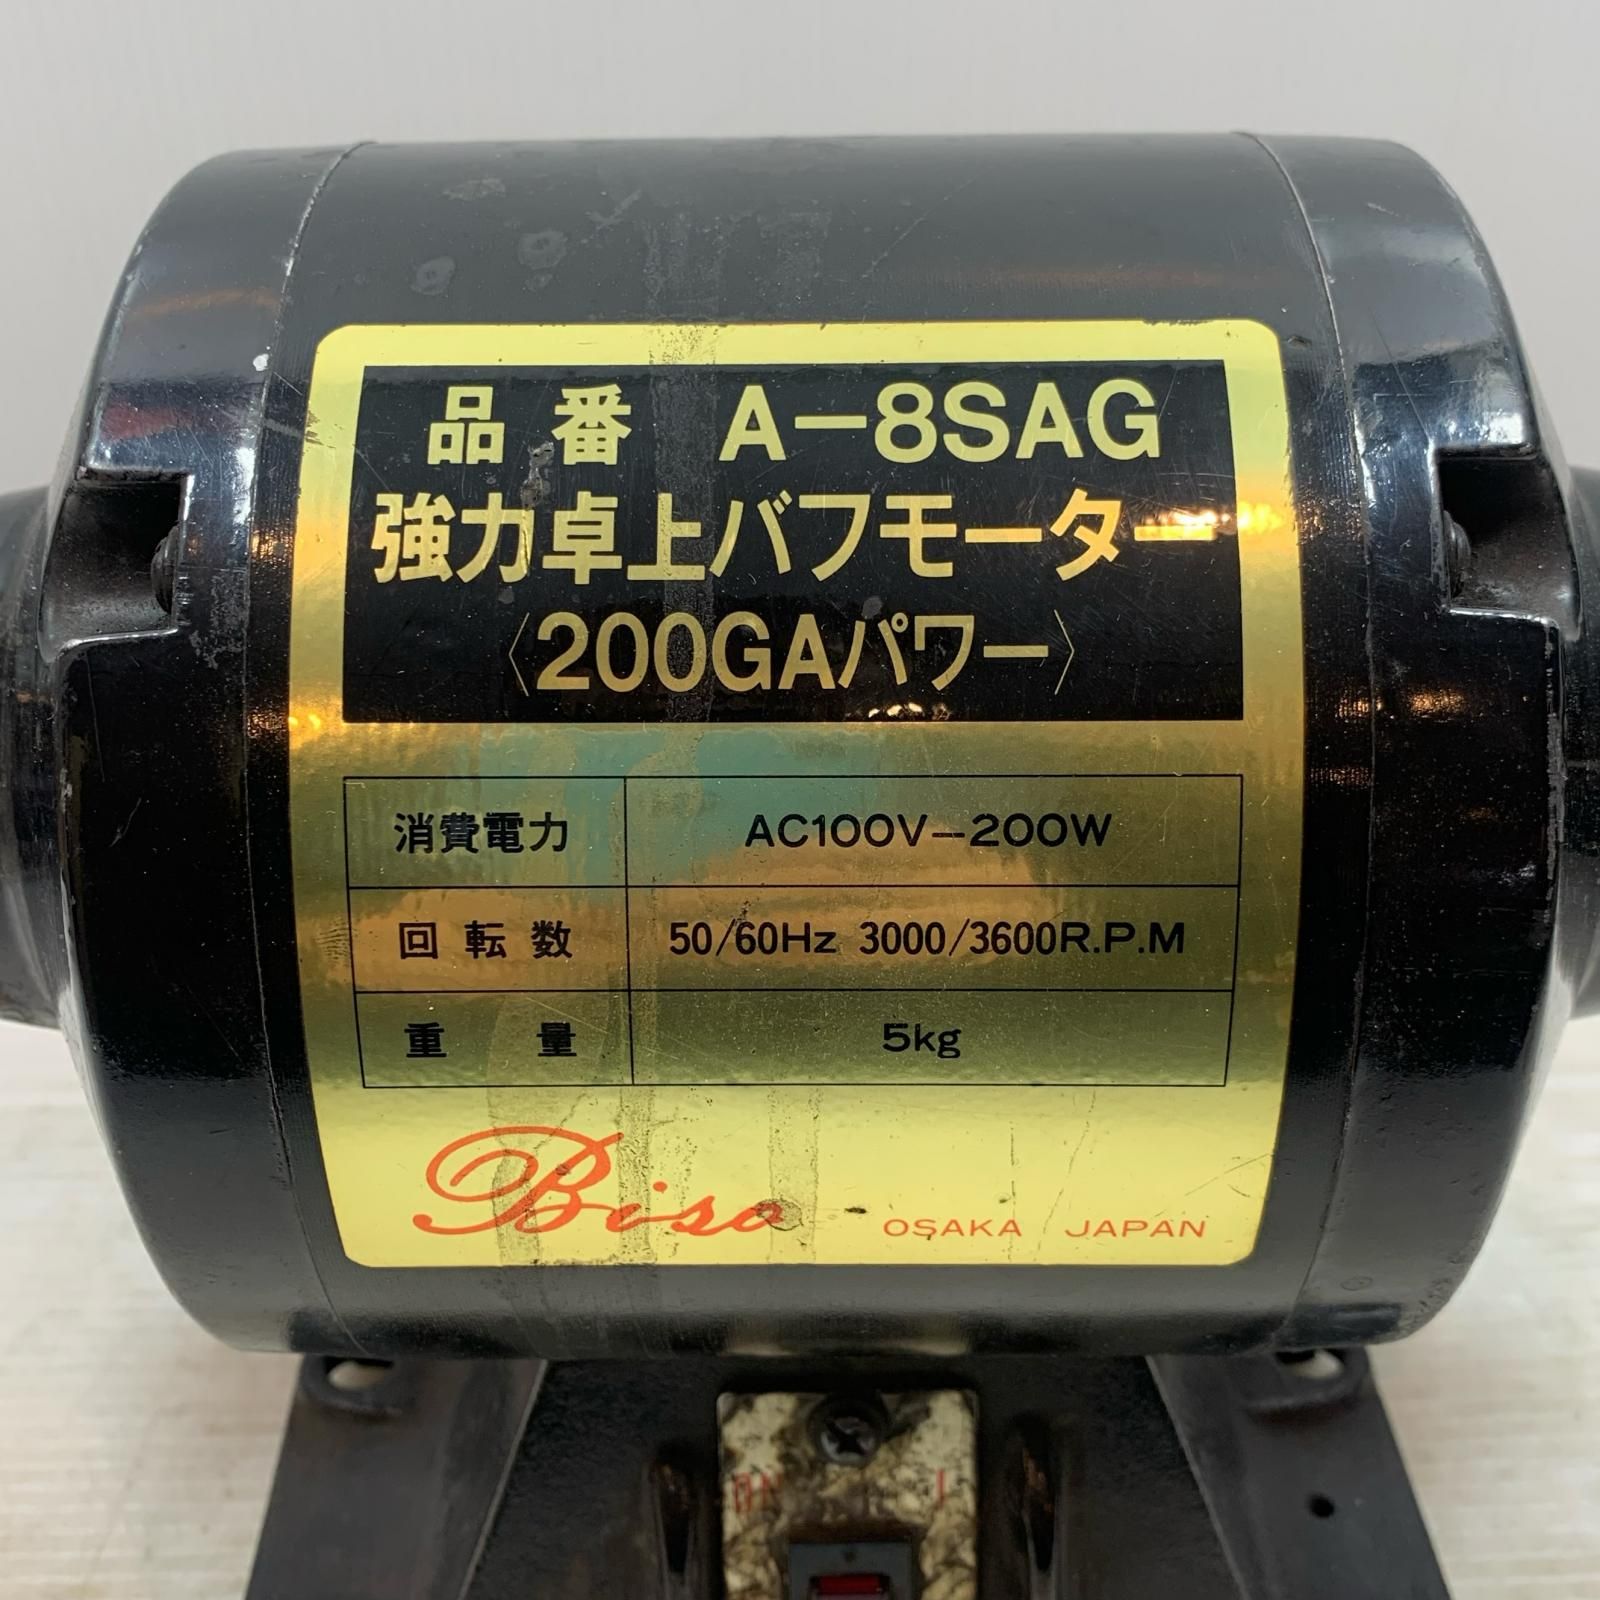 品番 A-8SAG
強力卓上バフモーター
〈200GAパワー〉
消費電力 AC100V-200W
回転数 50/60Hz 3000/3600R.P.M
重量 5kg
Biso OSAKA JAPAN
ON